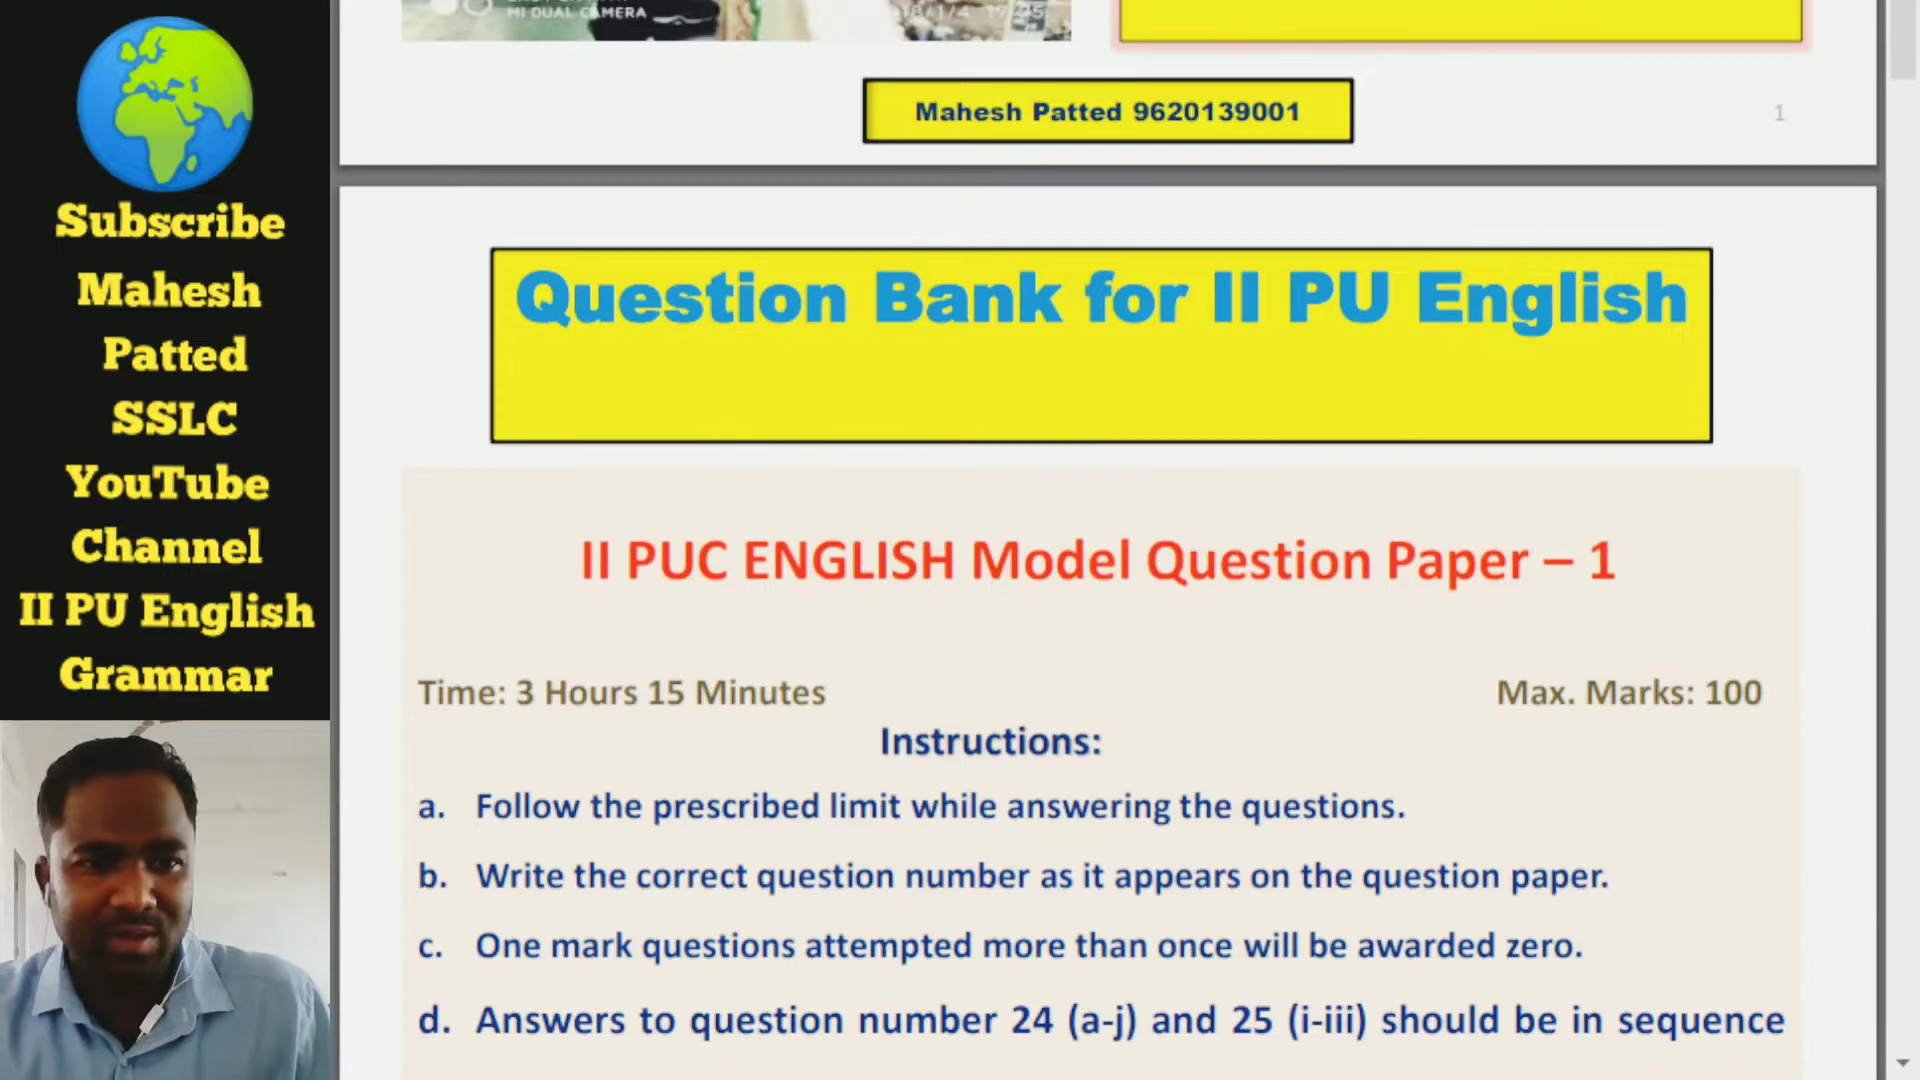 MI DUAL CAMERA
Mahesh Patted 9620139001
1
Subscribe
Mahesh
Patted
SSLC
YouTube
Channel
II PU English
Grammar
Question Bank for II PU English
II PUC ENGLISH Model Question Paper – 1
Time: 3 Hours 15 Minutes Max. Marks: 100
Instructions:
a. Follow the prescribed limit while answering the questions.
b. Write the correct question number as it appears on the question paper.
c. One mark questions attempted more than once will be awarded zero.
d. Answers to question number 24 (a-j) and 25 (i-iii) should be in sequence